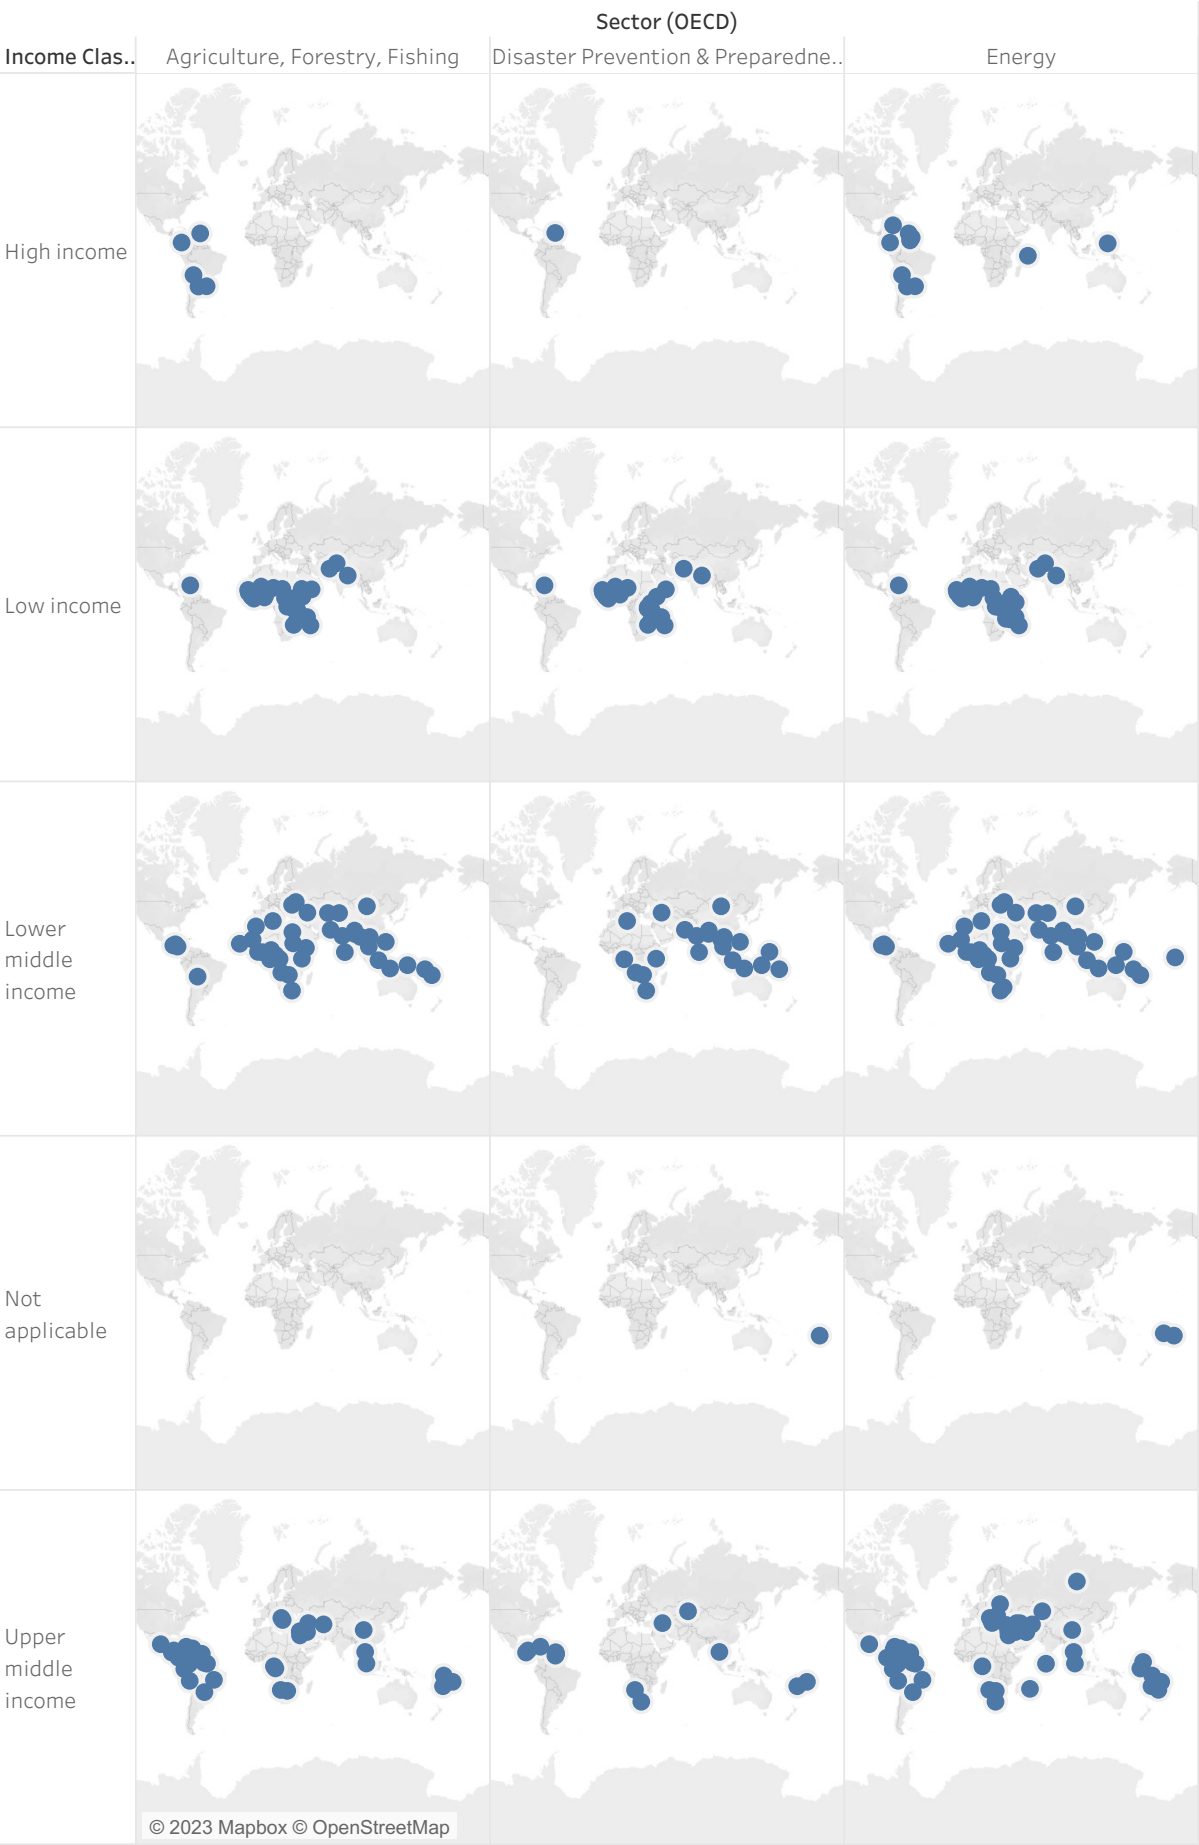 Sector (OECD)
Income Clas.. Agriculture, Forestry, Fishing Disaster Prevention & Preparedne.. Energy
High income
Low income
Lower
middle
income
Not
applicable
Upper
middle
income
© 2023 Mapbox © OpenStreetMap